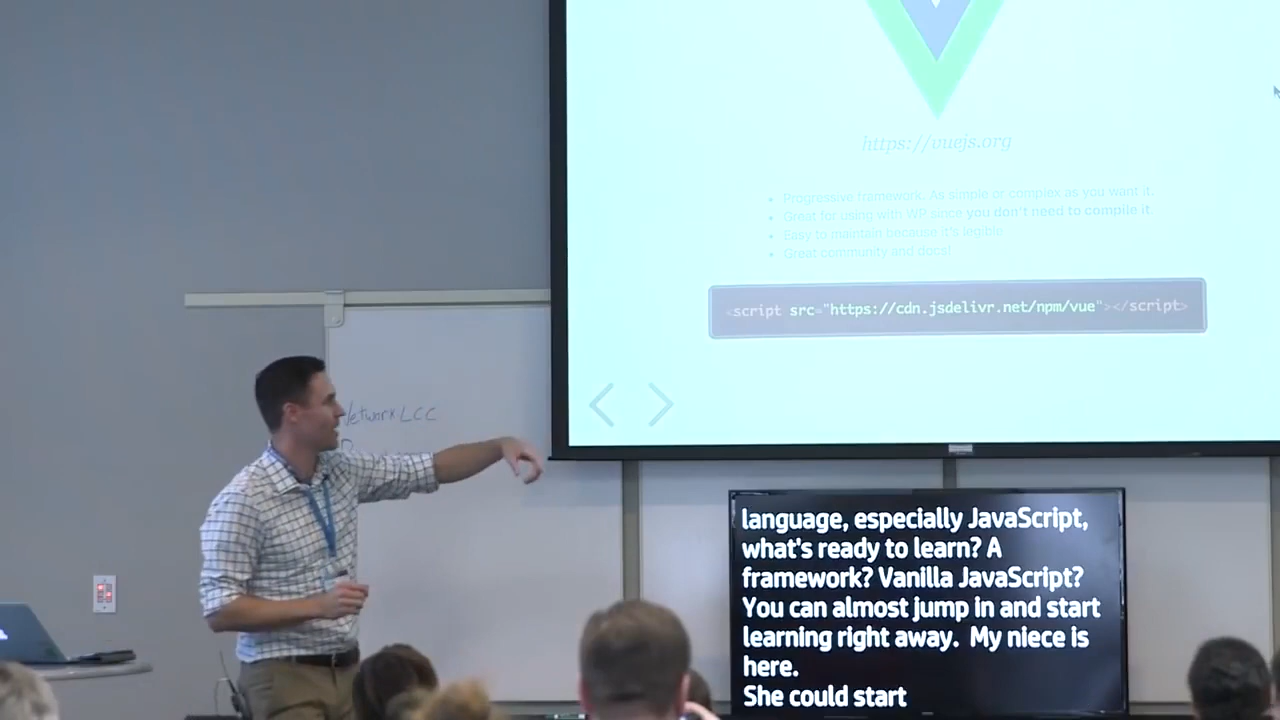 https://vuejs.org
Progressive framework. As simple or complex as you want it.
Great for using with WP since you don't need to compile it
Easy to maintain because it's legible
Great community and docs!
<script src="https://cdn.jsdelivr.net/npm/vue"></script>
Network LCC
language, especially JavaScript,
what's ready to learn? A
framework? Vanilla JavaScript?
You can almost jump in and start
learning right away. My niece is
here.
She could start